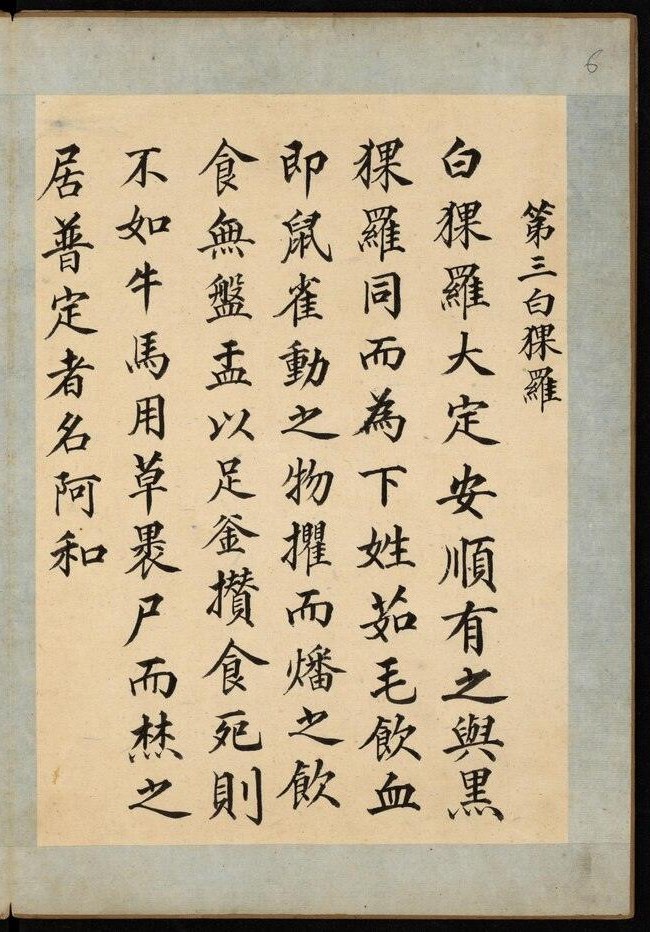 6
第三白猓羅
白猓羅大定安順有之與黑
猓羅同而為下姓茹毛飲血
即鼠雀動之物攫而燔之飲
食無盤盂以足釜攢食死則
不如牛馬用草裹尸而焚之
居普定者名阿和